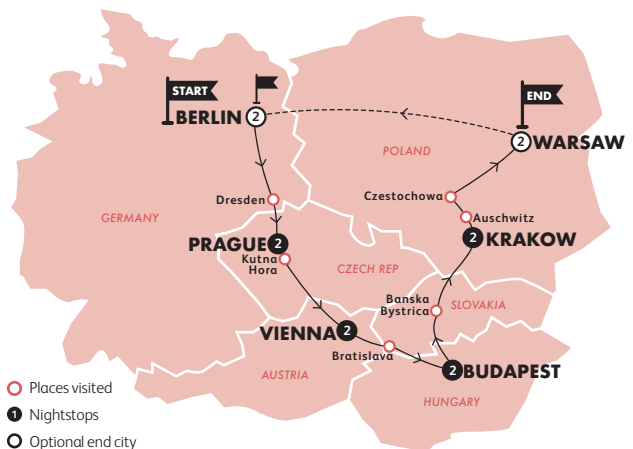 START
BERLIN
2
END
2
WARSAW
POLAND
Dresden
Czestochowa
GERMANY
Auschwitz
PRAGUE
2
2
KRAKOW
Kutna
Hora
CZECH REP
Banska
Bystrica
SLOVAKIA
VIENNA
2
Bratislava
2
BUDAPEST
AUSTRIA
HUNGARY
Places visited
1
Nightstops
Optional end city